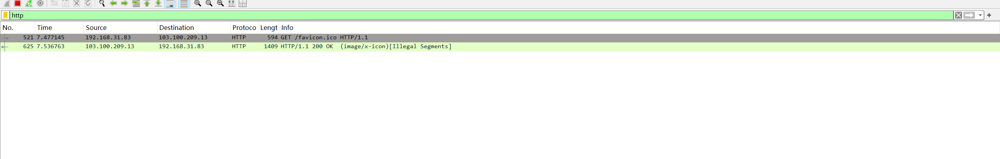 http
No. Time Source Destination Protoco Lengt Info
521 7.477145 192.168.31.83 103.100.209.13 HTTP 594 GET /favicon.ico HTTP/1.1
625 7.536763 103.100.209.13 192.168.31.83 HTTP 1409 HTTP/1.1 200 OK (image/x-icon)[Illegal Segments]